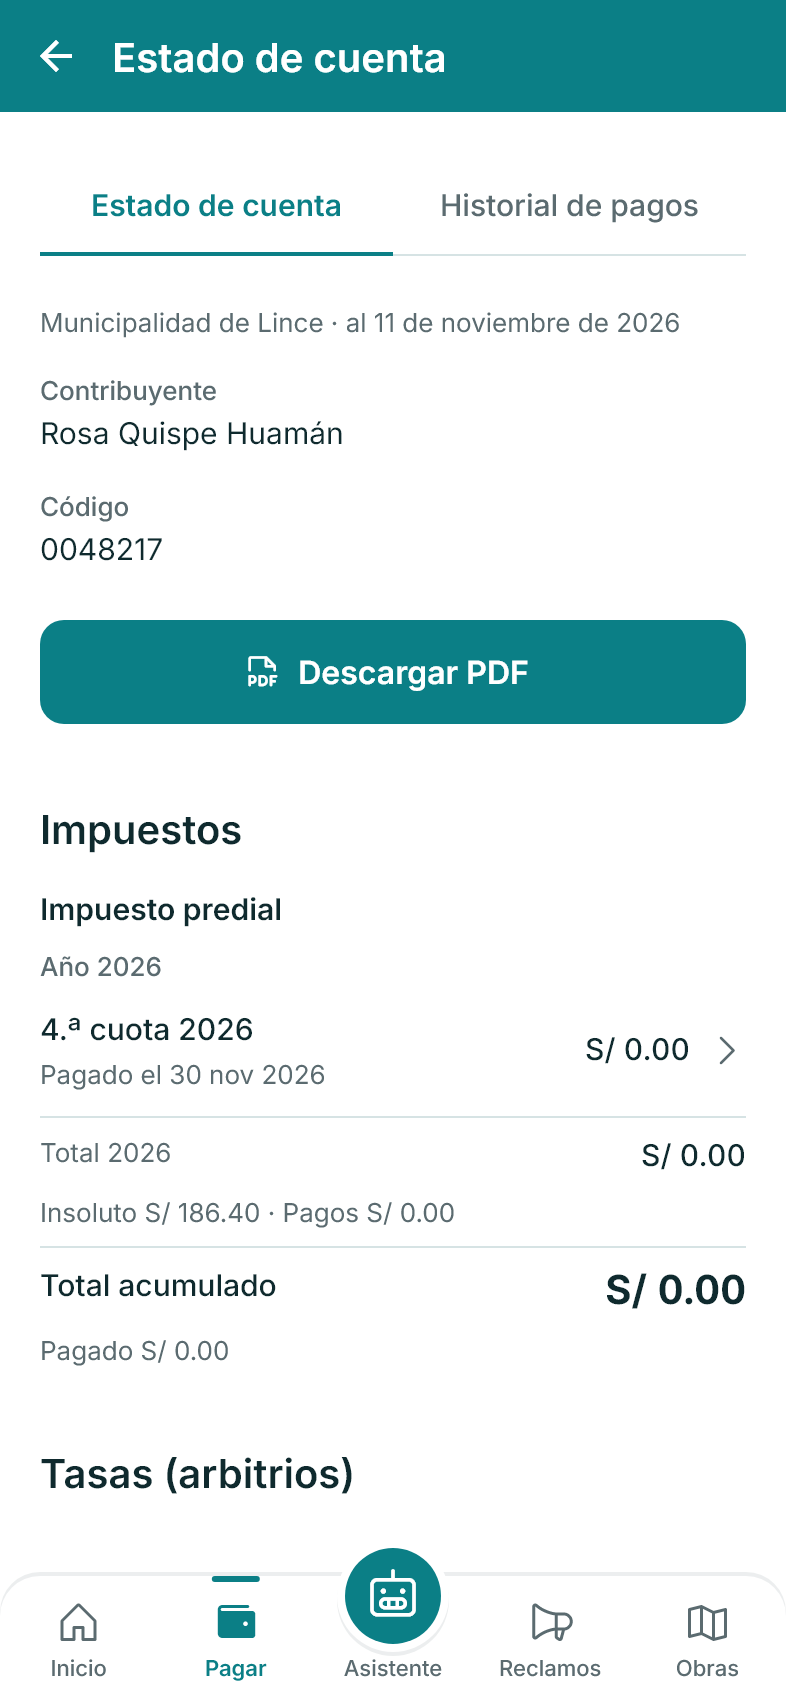 Estado de cuenta
Estado de cuenta
Historial de pagos
Municipalidad de Lince · al 11 de noviembre de 2026
Contribuyente
Rosa Quispe Huamán
Código
0048217
PDF Descargar PDF
Impuestos
Impuesto predial
Año 2026
4.ª cuota 2026
S/ 0.00
Pagado el 30 nov 2026
Total 2026
S/ 0.00
Insoluto S/ 186.40 · Pagos S/ 0.00
Total acumulado
S/ 0.00
Pagado S/ 0.00
Tasas (arbitrios)
Inicio
Pagar
Asistente
Reclamos
Obras